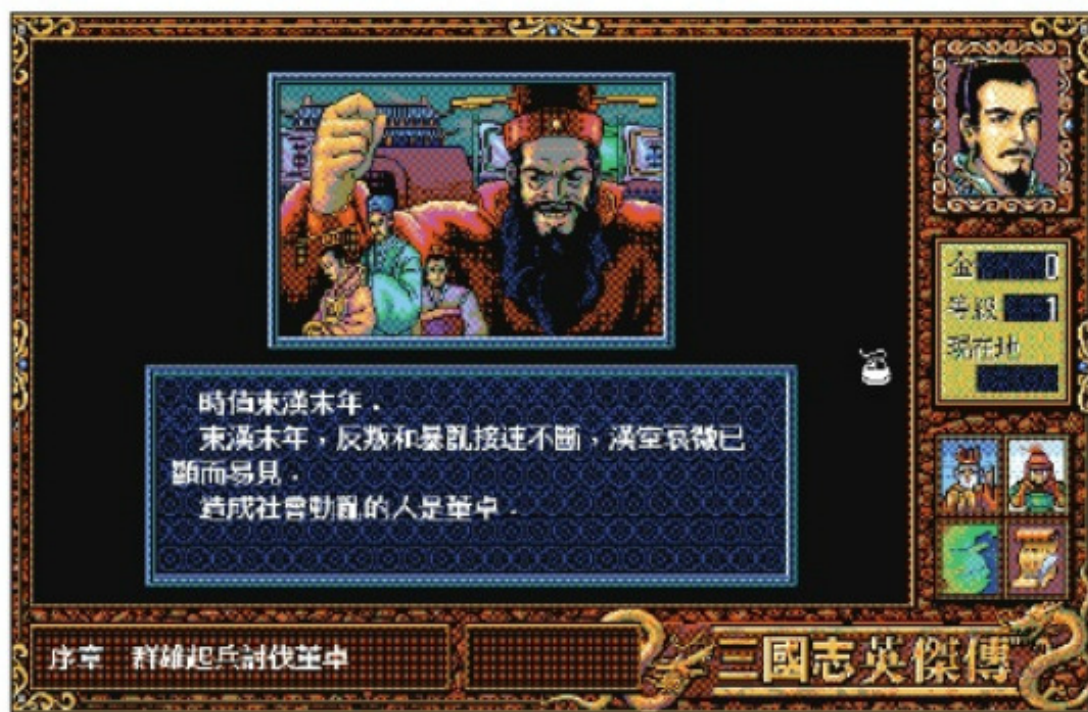 時值東漢末年．
東漢末年，反叛和暴亂接連不斷，漢室衰微已
顯而易見．
造成社會動亂的人是董卓．
金 0
等級 1
現在地
序章 群雄起兵討伐董卓
三國志英傑傳